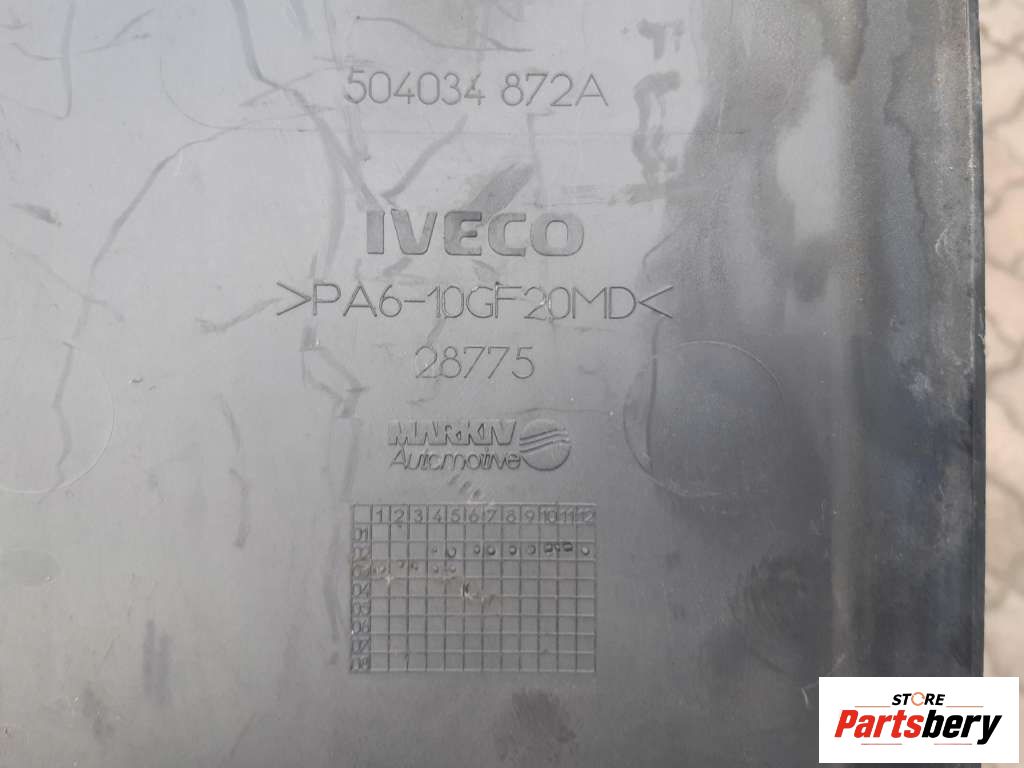 504034 872A
IVECO
>PA6-10GF20MD<
28775
MARKIV
Automotive
1 2 3 4 5 6 7 8 9 10 11 12
STORE
Partsbery